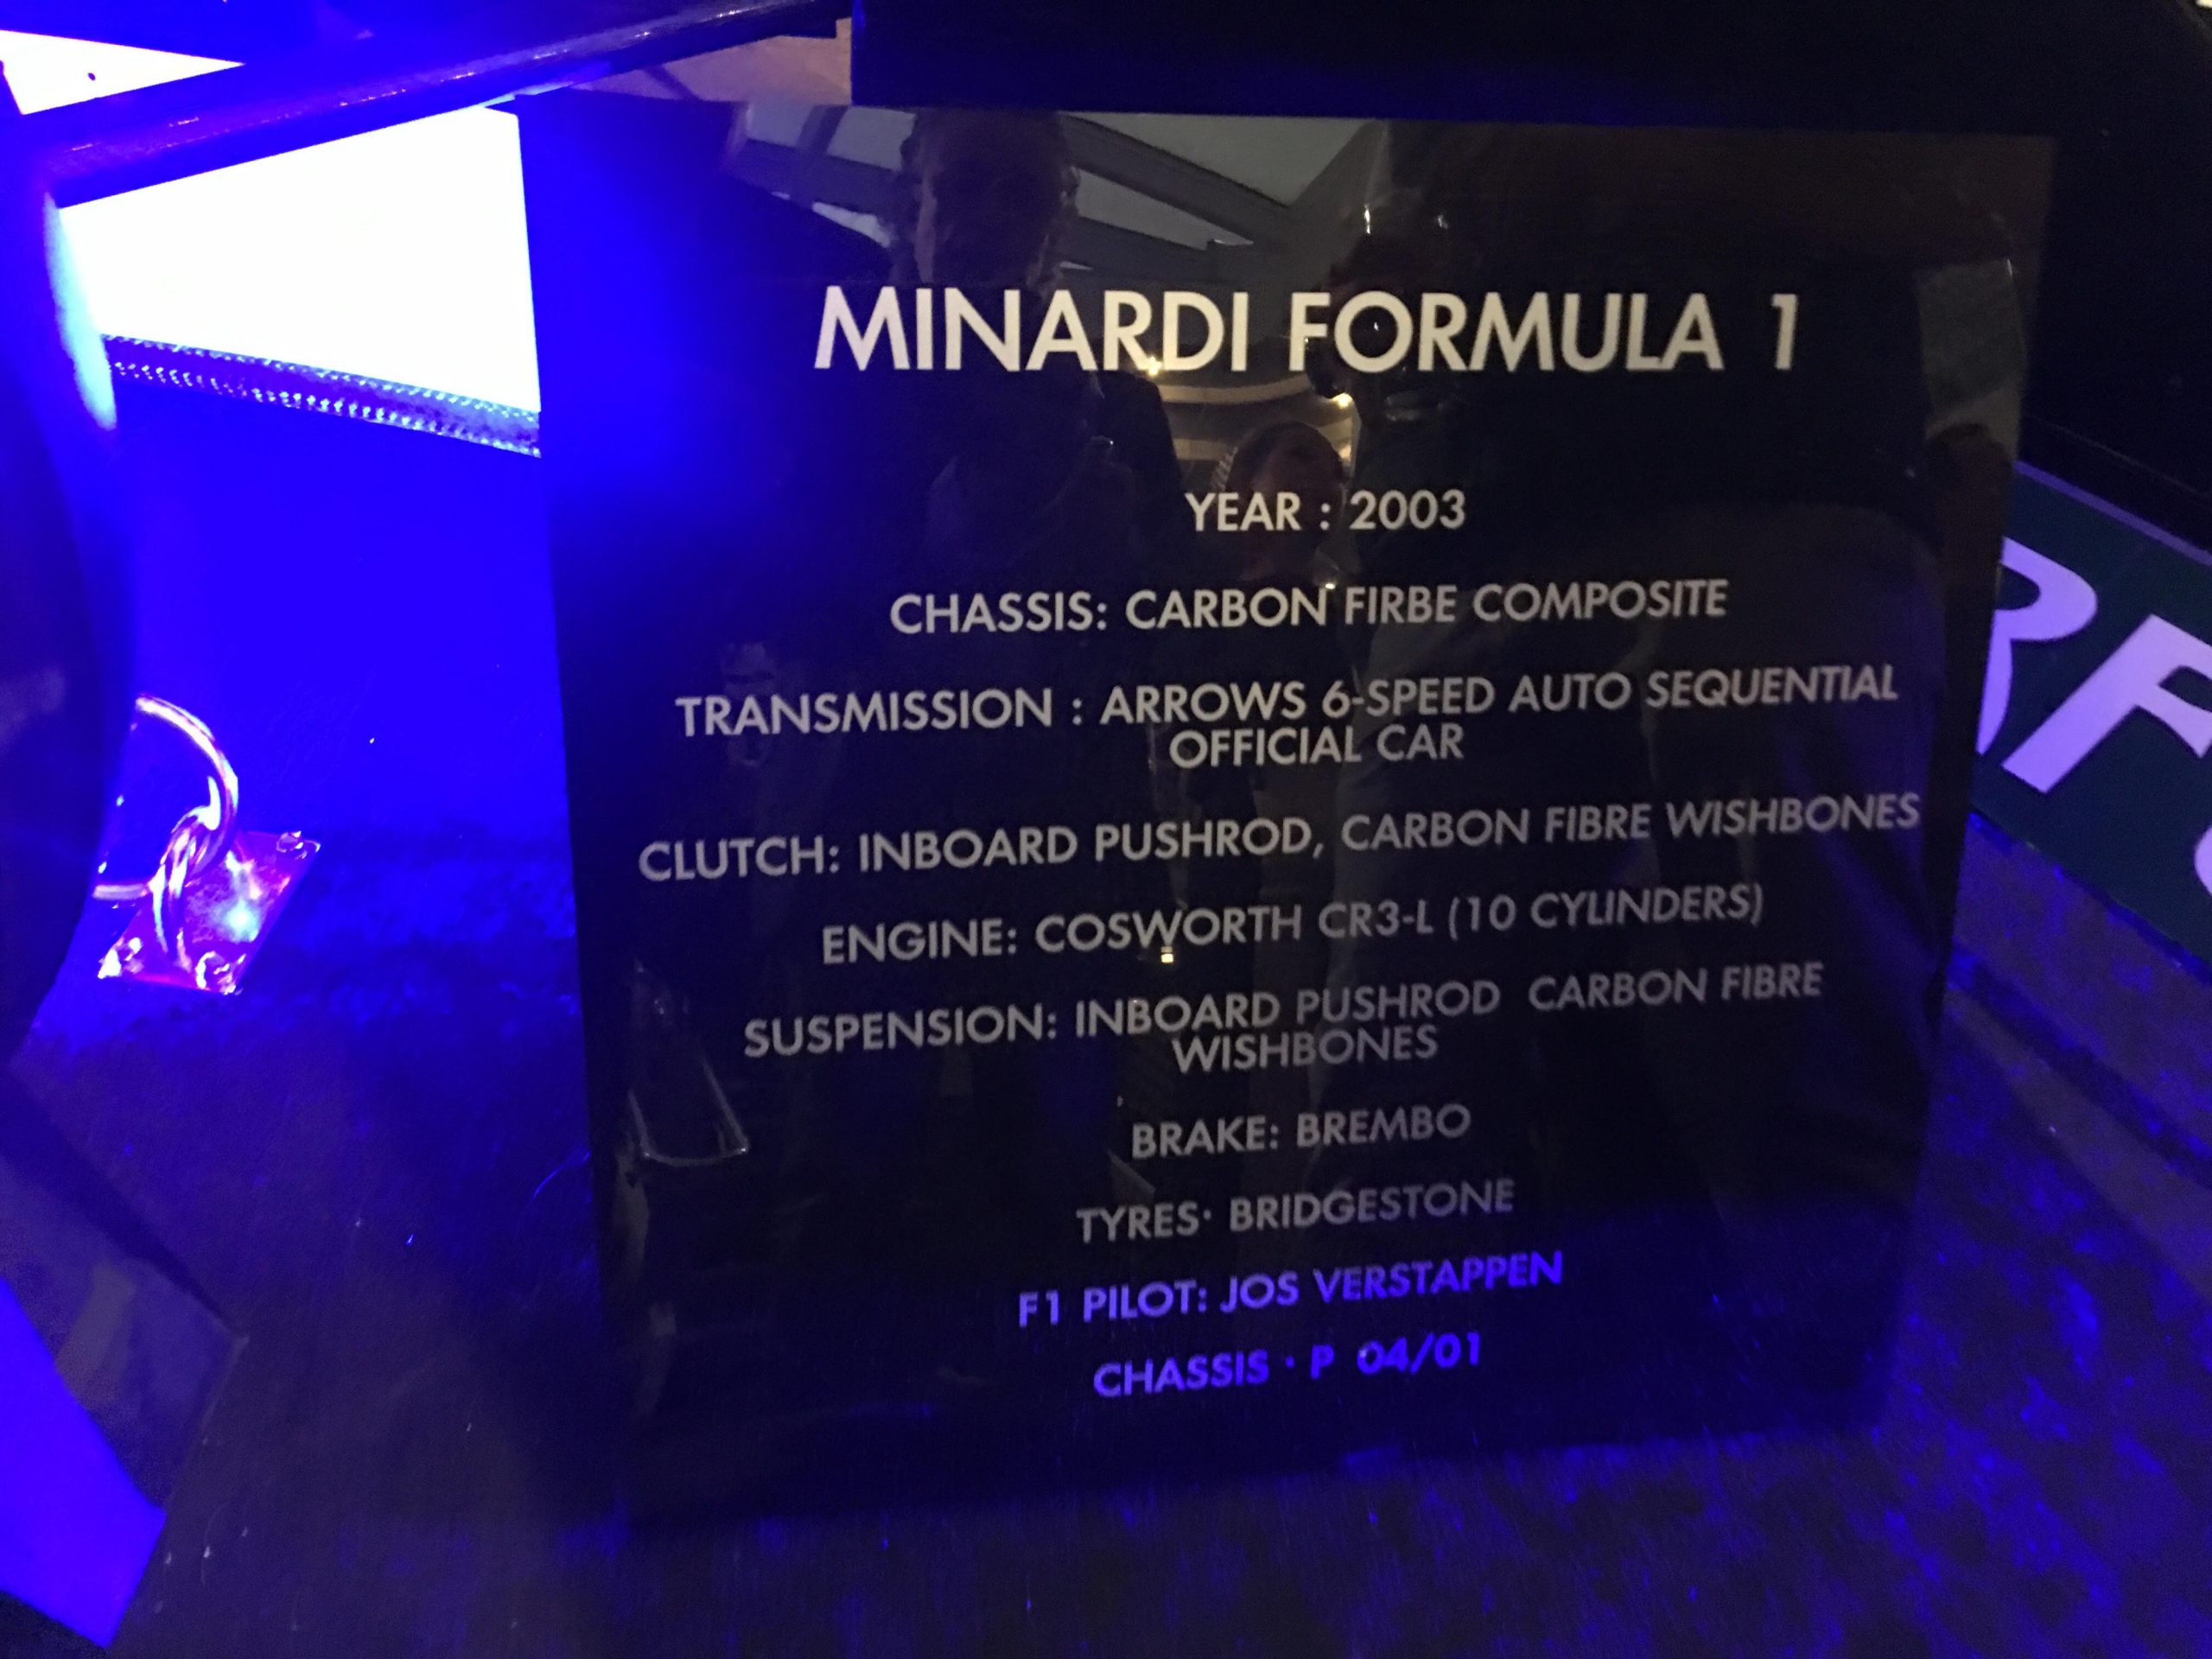 MINARDI FORMULA 1
YEAR : 2003
CHASSIS: CARBON FIRBE COMPOSITE
TRANSMISSION : ARROWS 6-SPEED AUTO SEQUENTIAL
OFFICIAL CAR
CLUTCH: INBOARD PUSHROD, CARBON FIBRE WISHBONES
ENGINE: COSWORTH CR3-L (10 CYLINDERS)
SUSPENSION: INBOARD PUSHROD CARBON FIBRE
WISHBONES
BRAKE: BREMBO
TYRES· BRIDGESTONE
F1 PILOT: JOS VERSTAPPEN
CHASSIS · P 04/01